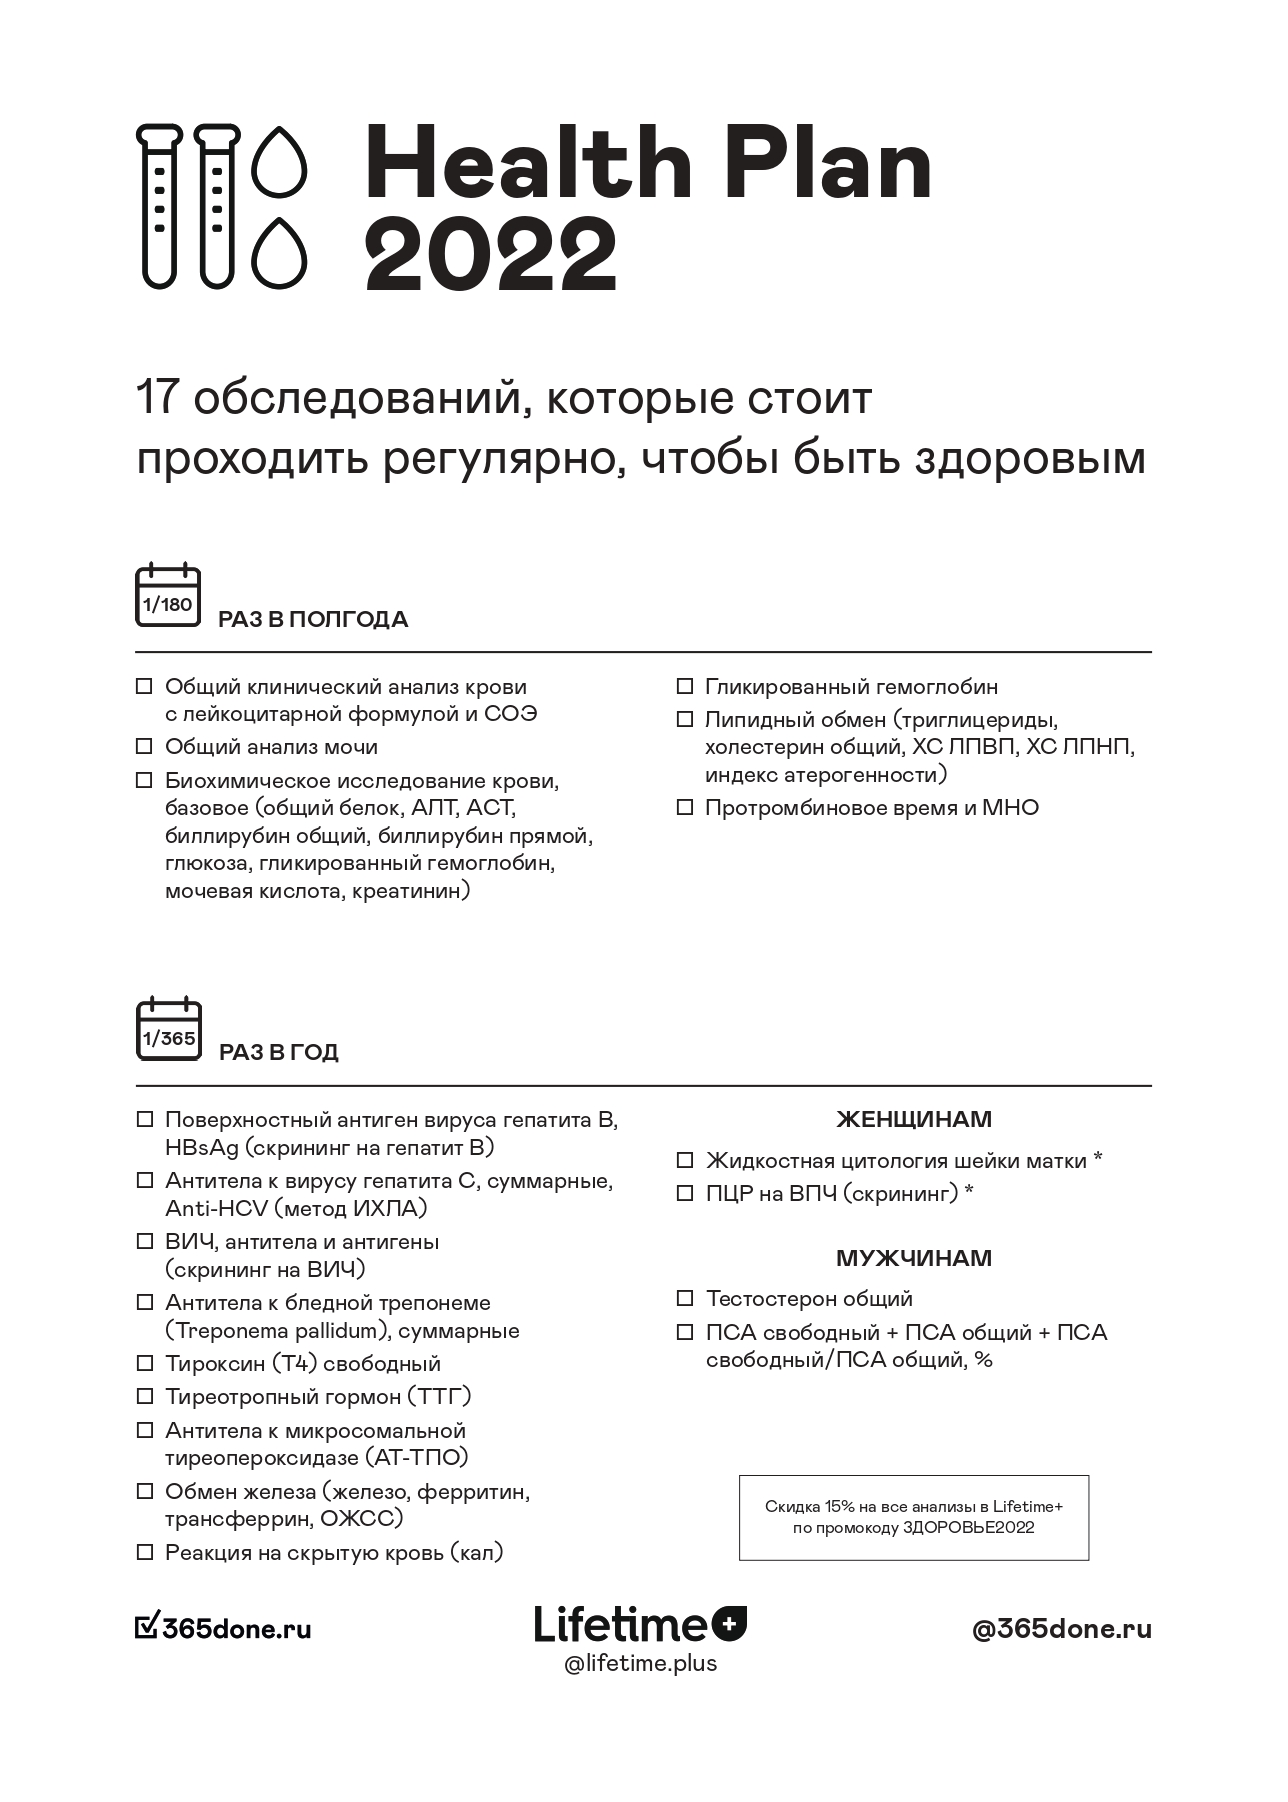 Health Plan
2022
17 обследований, которые стоит
проходить регулярно, чтобы быть здоровым
1/180
РАЗ В ПОЛГОДА
Общий клинический анализ крови
с лейкоцитарной формулой и СОЭ
Общий анализ мочи
Биохимическое исследование крови,
базовое (общий белок, АЛТ, АСТ,
биллирубин общий, биллирубин прямой,
глюкоза, гликированный гемоглобин,
мочевая кислота, креатинин)
Гликированный гемоглобин
Липидный обмен (триглицериды,
холестерин общий, ХС ЛПВП, ХС ЛПНП,
индекс атерогенности)
Протромбиновое время и МНО
1/365
РАЗ В ГОД
Поверхностный антиген вируса гепатита B,
HBsAg (скрининг на гепатит B)
Антитела к вирусу гепатита C, суммарные,
Anti-HCV (метод ИХЛА)
ВИЧ, антитела и антигены
(скрининг на ВИЧ)
Антитела к бледной трепонеме
(Treponema pallidum), суммарные
Тироксин (Т4) свободный
Тиреотропный гормон (ТТГ)
Антитела к микросомальной
тиреопероксидазе (АТ-ТПО)
Обмен железа (железо, ферритин,
трансферрин, ОЖСС)
Реакция на скрытую кровь (кал)
ЖЕНЩИНАМ
Жидкостная цитология шейки матки *
ПЦР на ВПЧ (скрининг) *
МУЖЧИНАМ
Тестостерон общий
ПСА свободный + ПСА общий + ПСА
свободный/ПСА общий, %
Скидка 15% на все анализы в Lifetime+
по промокоду ЗДОРОВЬЕ2022
365done.ru
Lifetime+
@lifetime.plus
@365done.ru